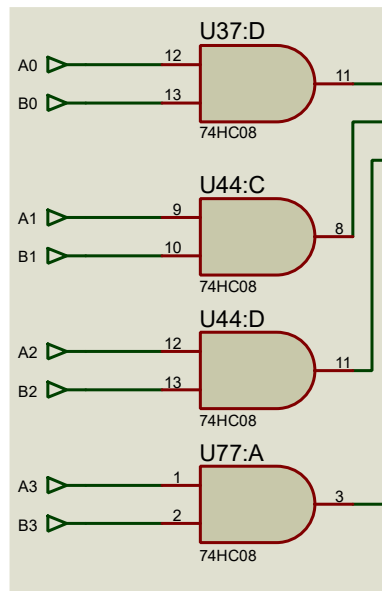 U37:D
A0 12
11
B0 13
74HC08
U44:C
A1 9
8
B1 10
74HC08
U44:D
A2 12
11
B2 13
74HC08
U77:A
A3 1
3
B3 2
74HC08